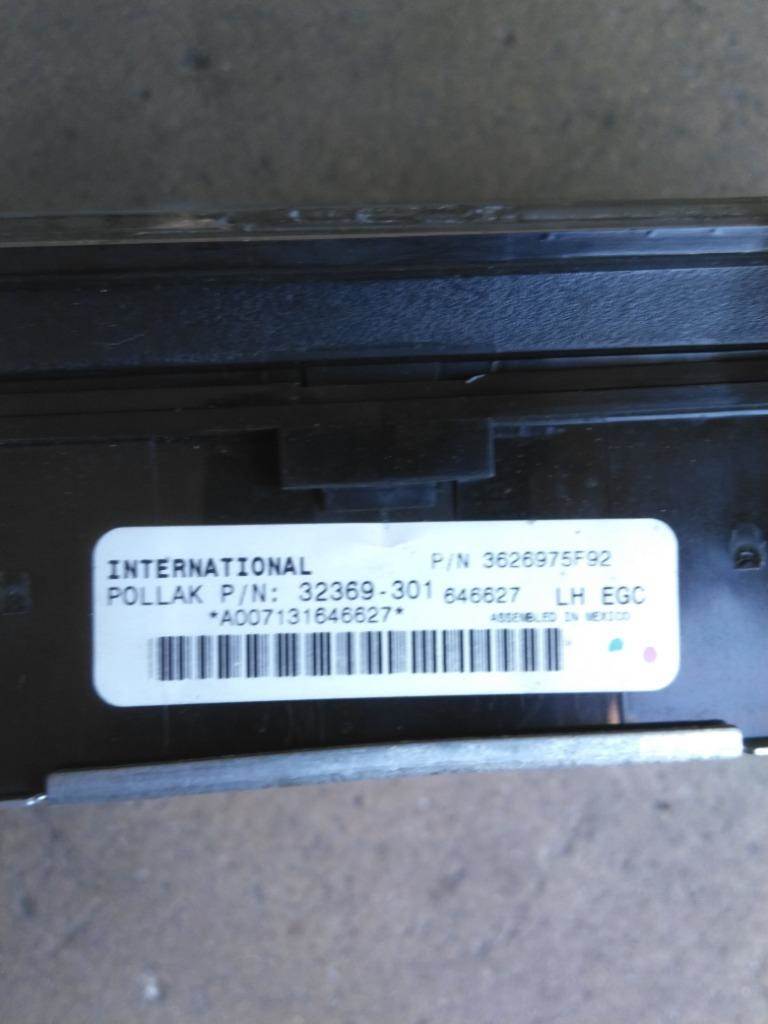 INTERNATIONAL P/N 3626975F92
POLLAK P/N: 32369-301 646627 LH EGC
*A007131646627* ASSEMBLED IN MEXICO